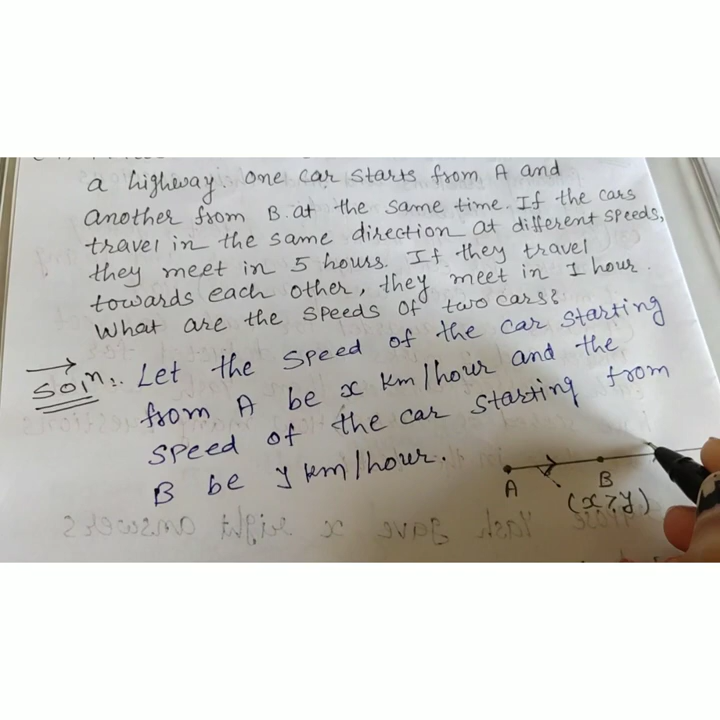 a highway. One car starts from A and
another from B at the same time. If the cars
travel in the same direction at different speeds,
they meet in 5 hours. If they travel
towards each other, they meet in 1 hour.
What are the speeds of two cars?
Soln:. Let the speed of the car starting
from A be x km/hour and the
speed of the car starting from
B be y km/hour.
A B
(x>y)